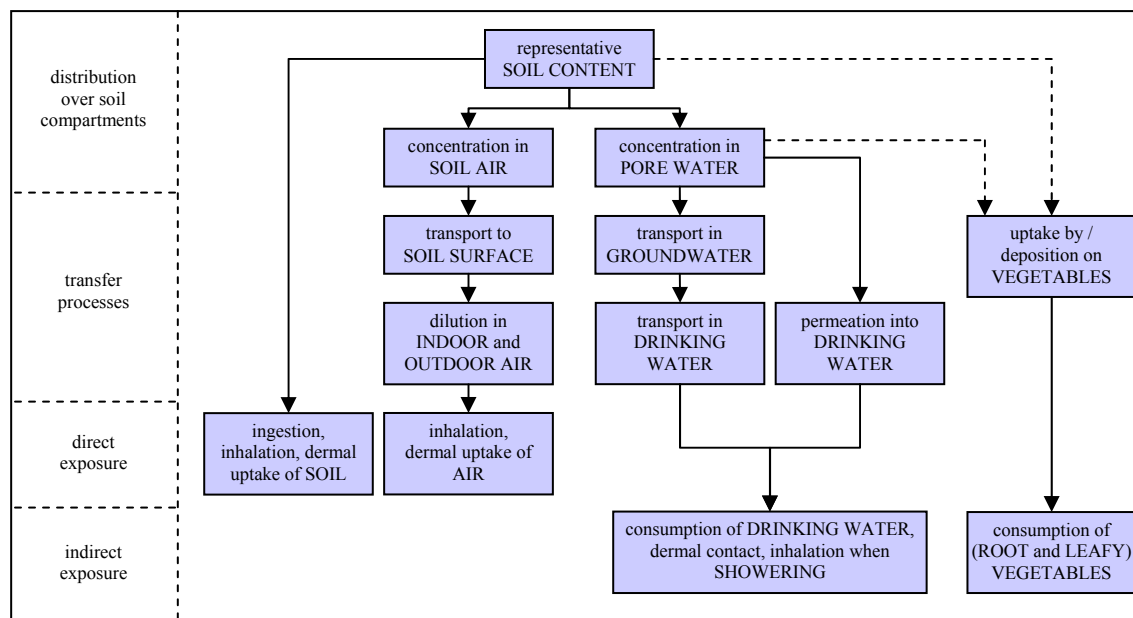 distribution
over soil
compartments
representative
SOIL CONTENT
concentration in
SOIL AIR
concentration in
PORE WATER
transfer
processes
transport to
SOIL SURFACE
transport in
GROUNDWATER
uptake by /
deposition on
VEGETABLES
dilution in
INDOOR and
OUTDOOR AIR
transport in
DRINKING
WATER
permeation into
DRINKING
WATER
direct
exposure
ingestion,
inhalation, dermal
uptake of SOIL
inhalation,
dermal uptake of
AIR
indirect
exposure
consumption of DRINKING WATER,
dermal contact, inhalation when
SHOWERING
consumption of
(ROOT and LEAFY)
VEGETABLES